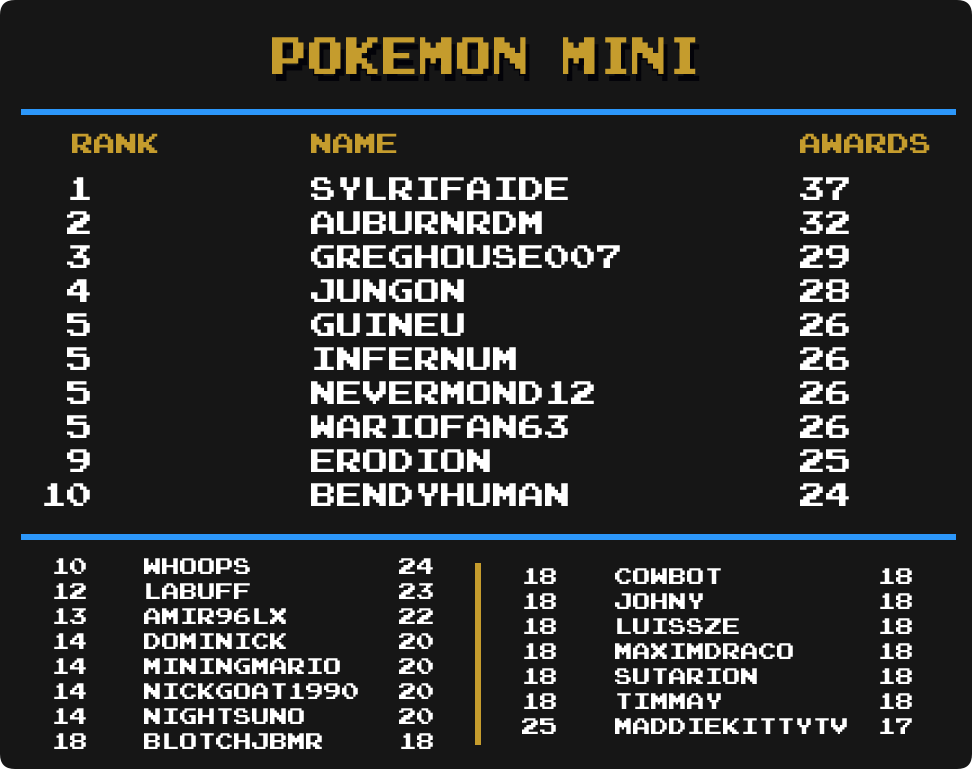 POKEMON MINI
RANK NAME AWARDS
1 SYLRIFAIDE 37
2 AUBURNRDM 32
3 GREGHOUSE007 29
4 JUNGON 28
5 GUINEU 26
5 INFERNUM 26
5 NEVERMOND12 26
5 WARIOFAN63 26
9 ERODION 25
10 BENDYHUMAN 24
10 WHOOPS 24
12 LABUFF 23
13 AMIR96LX 22
14 DOMINICK 20
14 MININGMARIO 20
14 NICKGOAT1990 20
14 NIGHTSUNO 20
18 BLOTCHJBMR 18
18 COWBOT 18
18 JOHNY 18
18 LUISSZE 18
18 MAXIMDRACO 18
18 SUTARION 18
18 TIMMAY 18
25 MADDIEKITTYTV 17